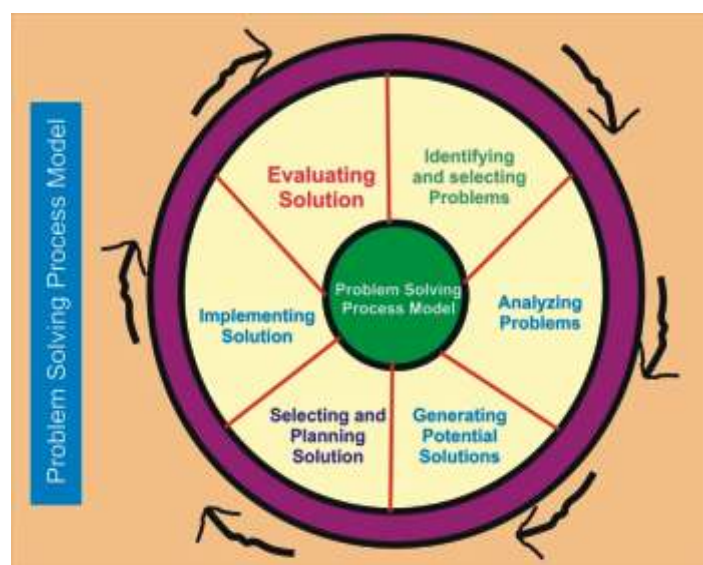 Problem Solving Process Model
Evaluating
Solution
Identifying
and selecting
Problems
Problem Solving
Process Model
Implementing
Solution
Analyzing
Problems
Selecting and
Planning
Solution
Generating
Potential
Solutions